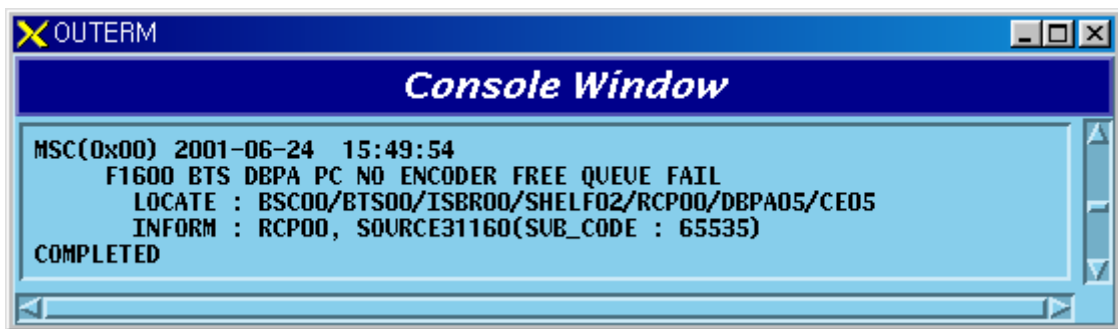 OUTERM
Console Window
MSC(0x00) 2001-06-24 15:49:54
F1600 BTS DBPA PC NO ENCODER FREE QUEUE FAIL
LOCATE : BSC00/BTS00/ISBR00/SHELF02/RCP00/DBPA05/CE05
INFORM : RCP00, SOURCE31160(SUB_CODE : 65535)
COMPLETED